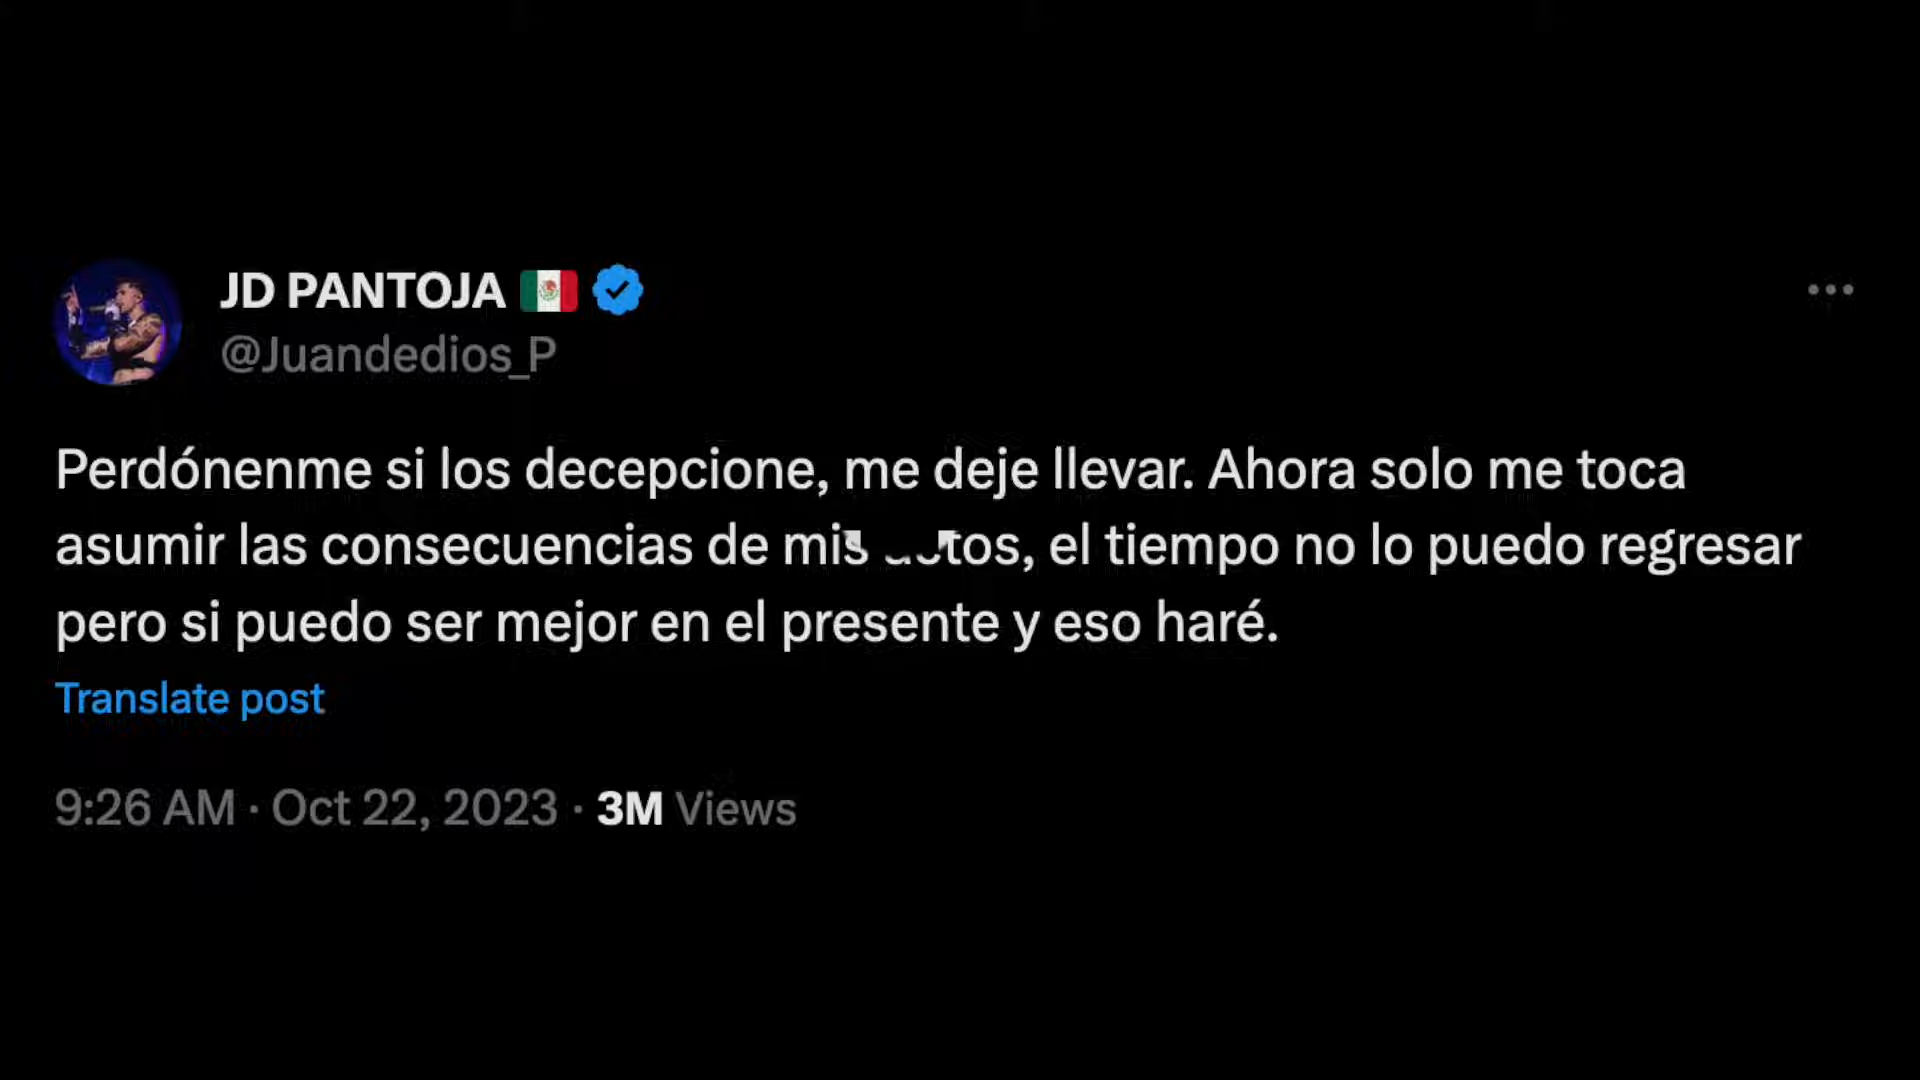 JD PANTOJA 🇲🇽
@Juandedios_P
Perdónenme si los decepcione, me deje llevar. Ahora solo me toca
asumir las consecuencias de mis tos, el tiempo no lo puedo regresar
pero si puedo ser mejor en el presente y eso haré.
Translate post
9:26 AM · Oct 22, 2023 · 3M Views